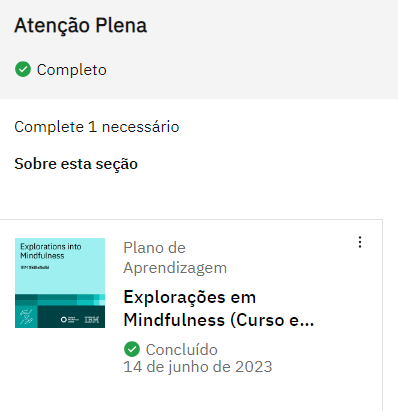 Atenção Plena
Completo
Complete 1 necessário
Sobre esta seção
Explorations into
Mindfulness
IBM SkillsBuild
IBM
Plano de
Aprendizagem
Explorações em
Mindfulness (Curso e...
Concluído
14 de junho de 2023